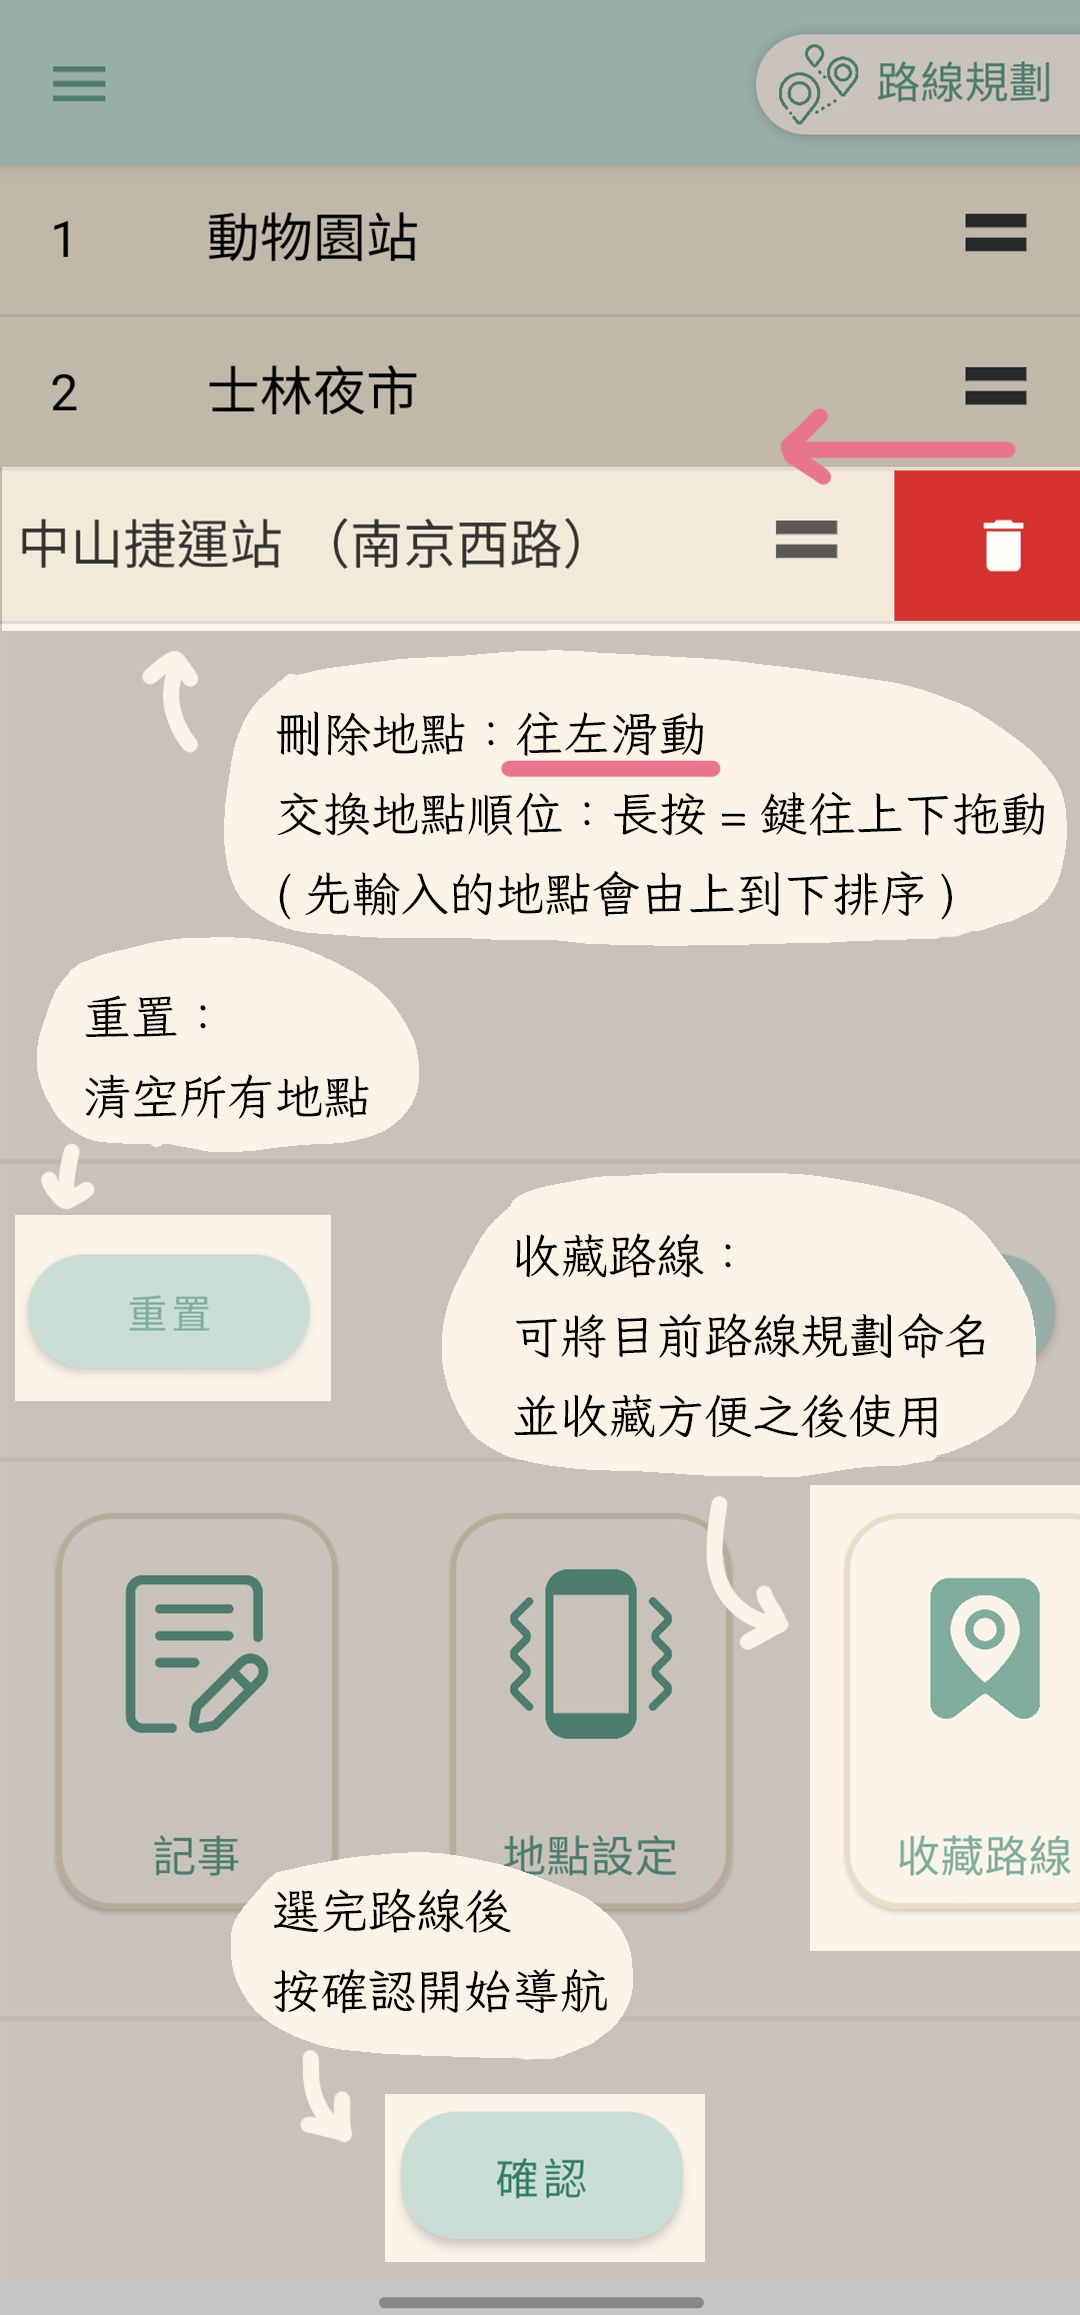 路線規劃
1 動物園站
2 士林夜市
中山捷運站 （南京西路）
刪除地點：往左滑動
交換地點順位：長按 = 鍵往上下拖動
( 先輸入的地點會由上到下排序 )
重置：
清空所有地點
重置
收藏路線：
可將目前路線規劃命名
並收藏方便之後使用
記事
地點設定
收藏路線
選完路線後
按確認開始導航
確認